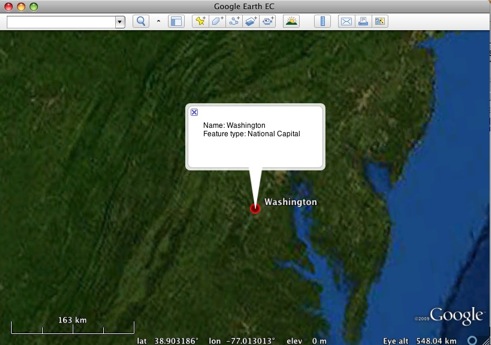 Google Earth EC
Name: Washington
Feature type: National Capital
Washington
163 km
©2009 Google
lat 38.903186° lon -77.013013° elev 0 m Eye alt 548.04 km